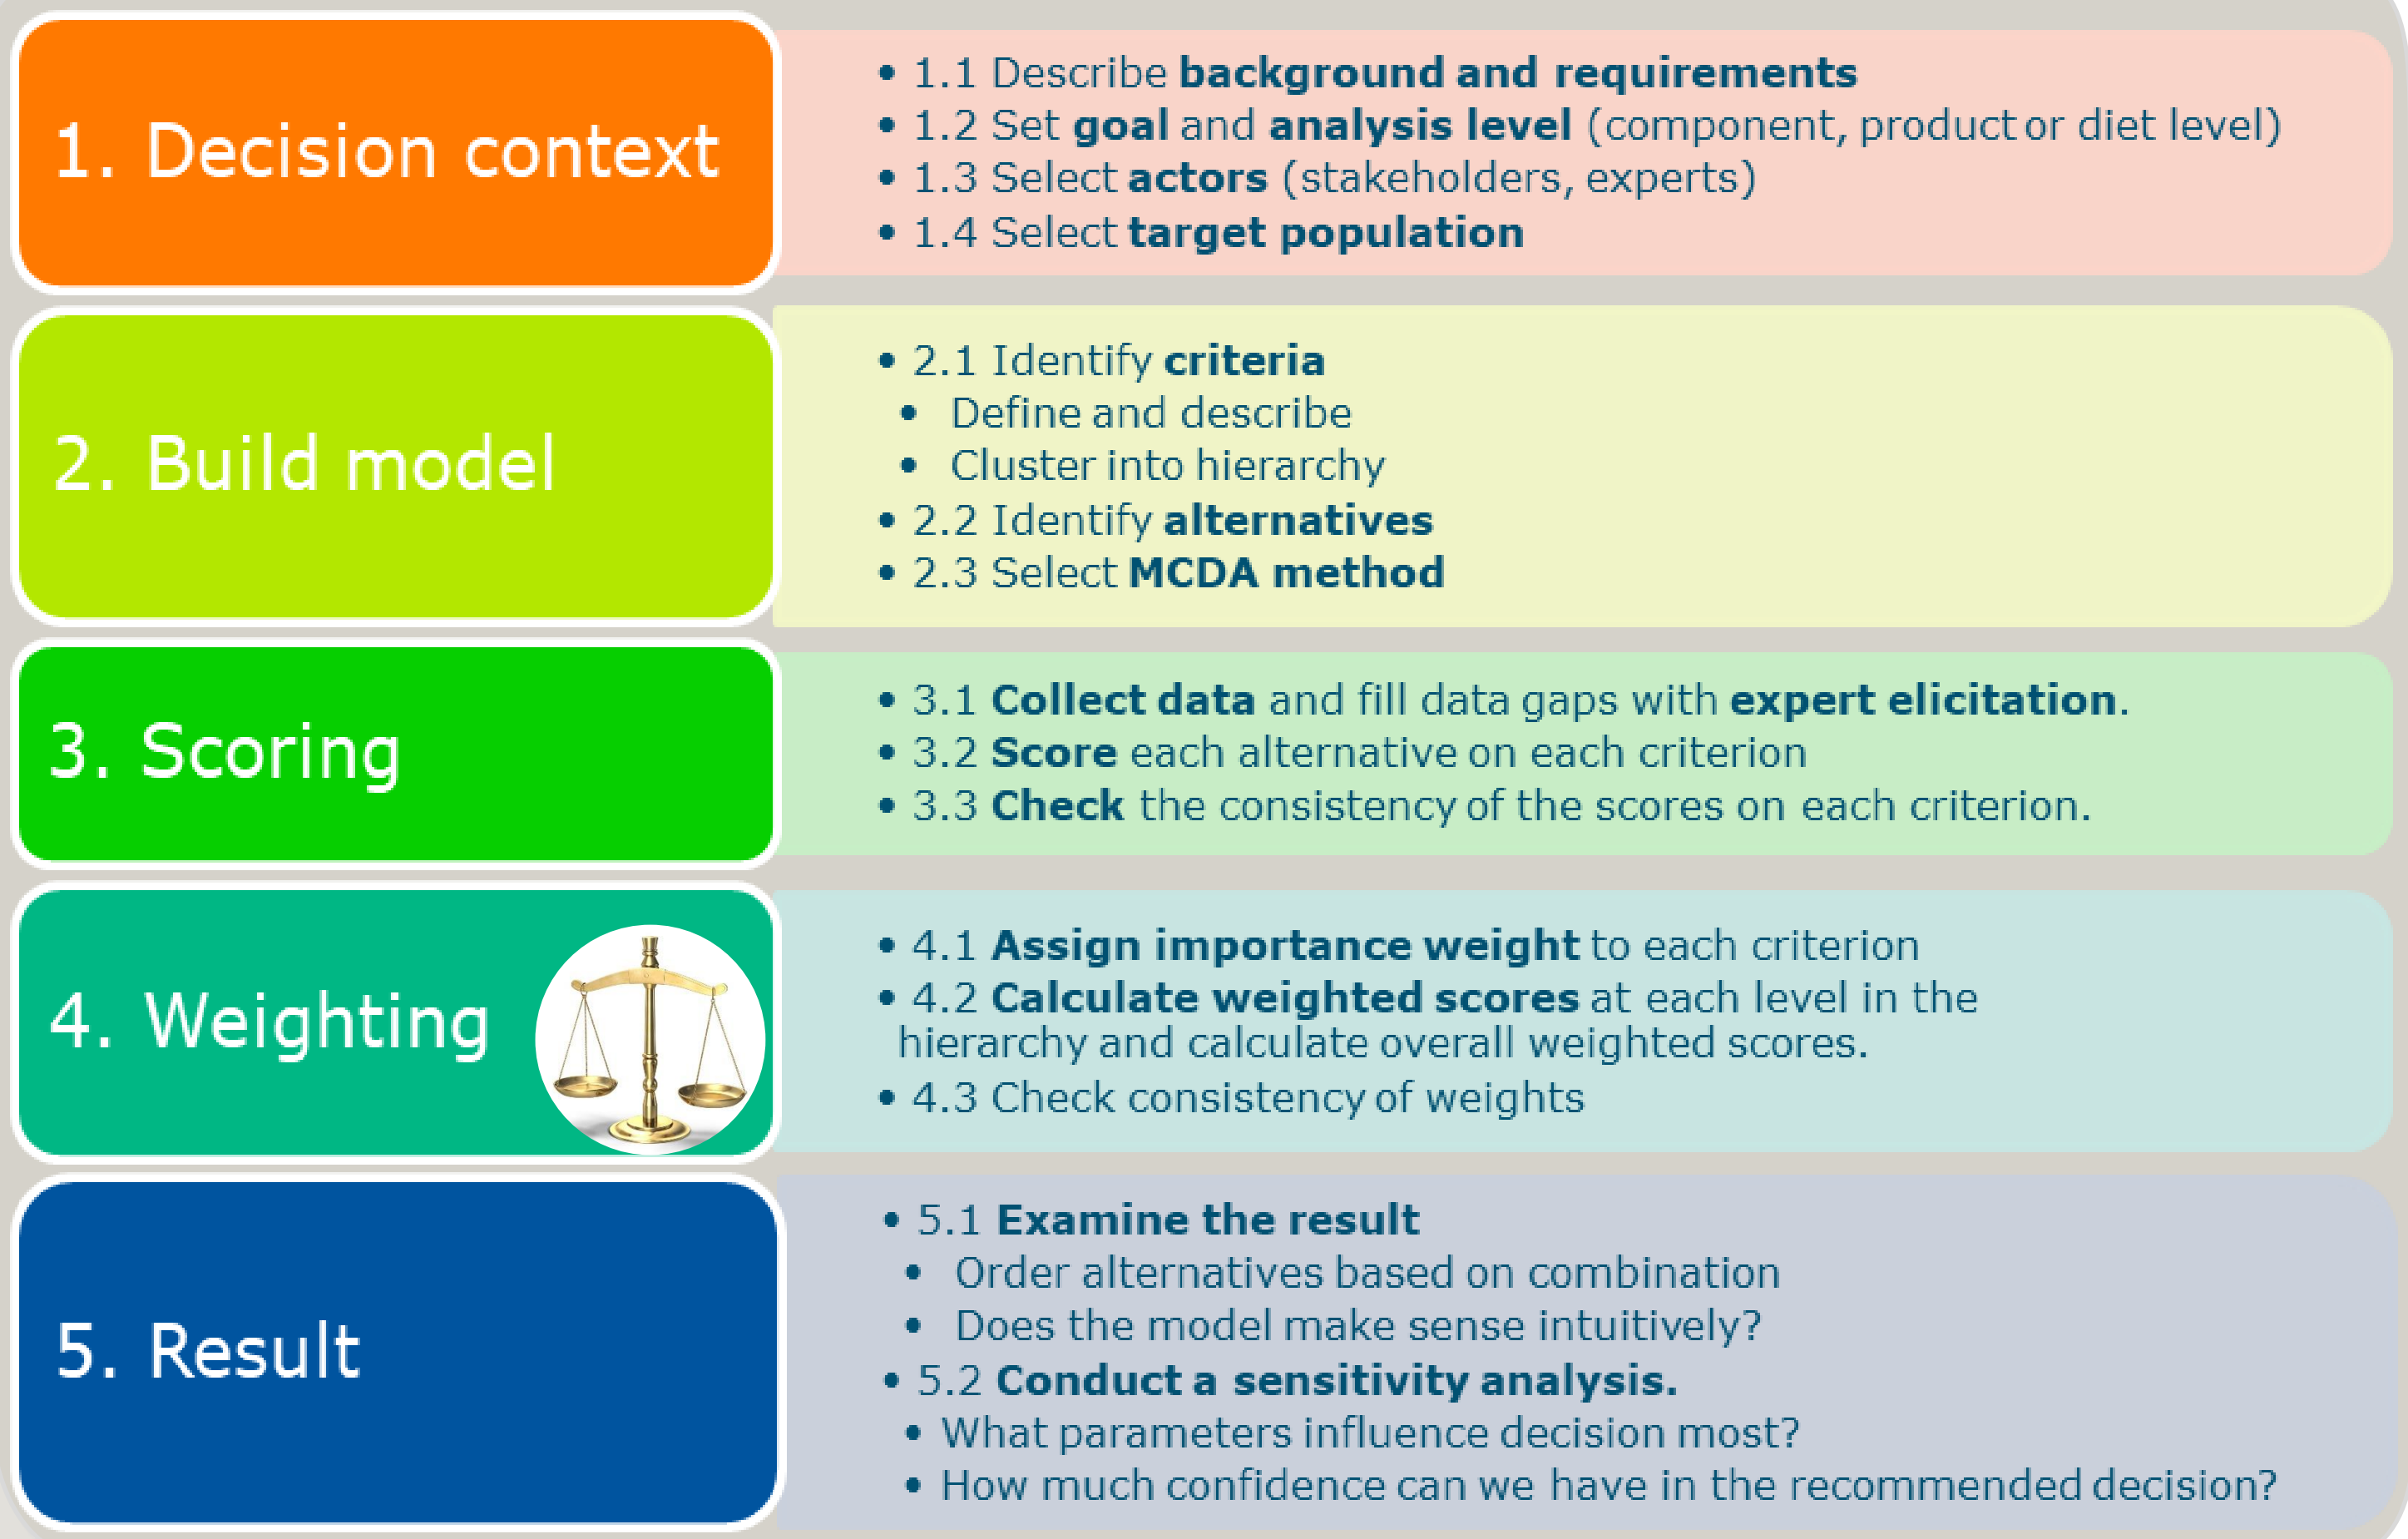 1. Decision context
• 1.1 Describe background and requirements
• 1.2 Set goal and analysis level (component, product or diet level)
• 1.3 Select actors (stakeholders, experts)
• 1.4 Select target population
2. Build model
• 2.1 Identify criteria
• Define and describe
• Cluster into hierarchy
• 2.2 Identify alternatives
• 2.3 Select MCDA method
3. Scoring
• 3.1 Collect data and fill data gaps with expert elicitation.
• 3.2 Score each alternative on each criterion
• 3.3 Check the consistency of the scores on each criterion.
4. Weighting
• 4.1 Assign importance weight to each criterion
• 4.2 Calculate weighted scores at each level in the
hierarchy and calculate overall weighted scores.
• 4.3 Check consistency of weights
5. Result
• 5.1 Examine the result
• Order alternatives based on combination
• Does the model make sense intuitively?
• 5.2 Conduct a sensitivity analysis.
• What parameters influence decision most?
• How much confidence can we have in the recommended decision?